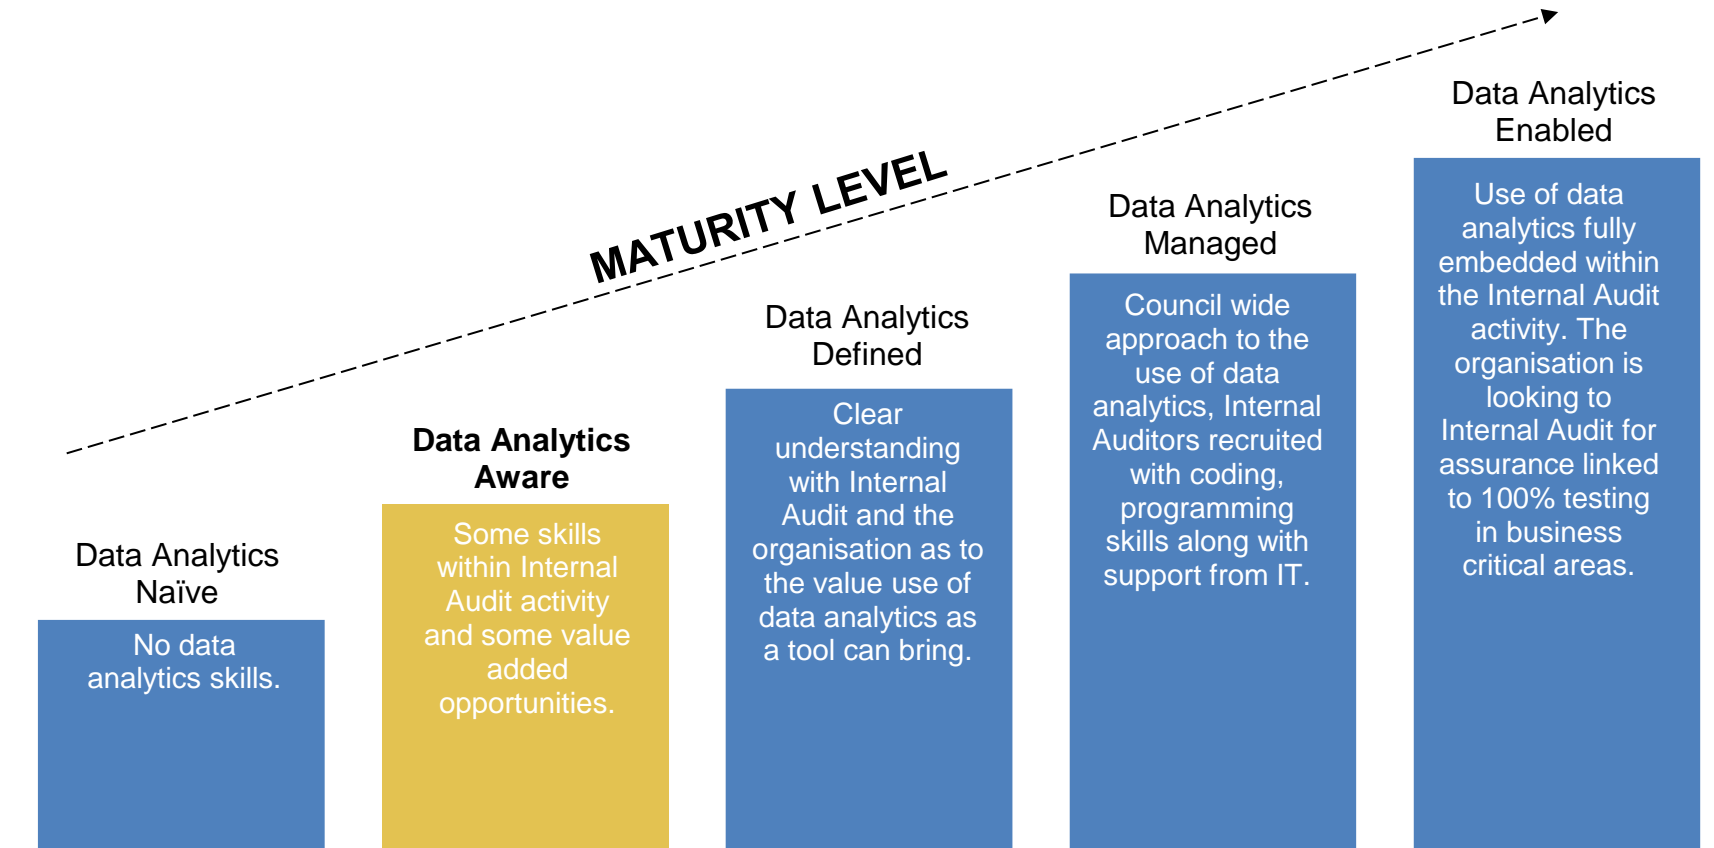 MATURITY LEVEL
Data Analytics
Naïve
No data
analytics skills.
Data Analytics
Aware
Some skills
within Internal
Audit activity
and some value
added
opportunities.
Data Analytics
Defined
Clear
understanding
with Internal
Audit and the
organisation as to
the value use of
data analytics as
a tool can bring.
Data Analytics
Managed
Council wide
approach to the
use of data
analytics, Internal
Auditors recruited
with coding,
programming
skills along with
support from IT.
Data Analytics
Enabled
Use of data
analytics fully
embedded within
the Internal Audit
activity. The
organisation is
looking to
Internal Audit for
assurance linked
to 100% testing
in business
critical areas.